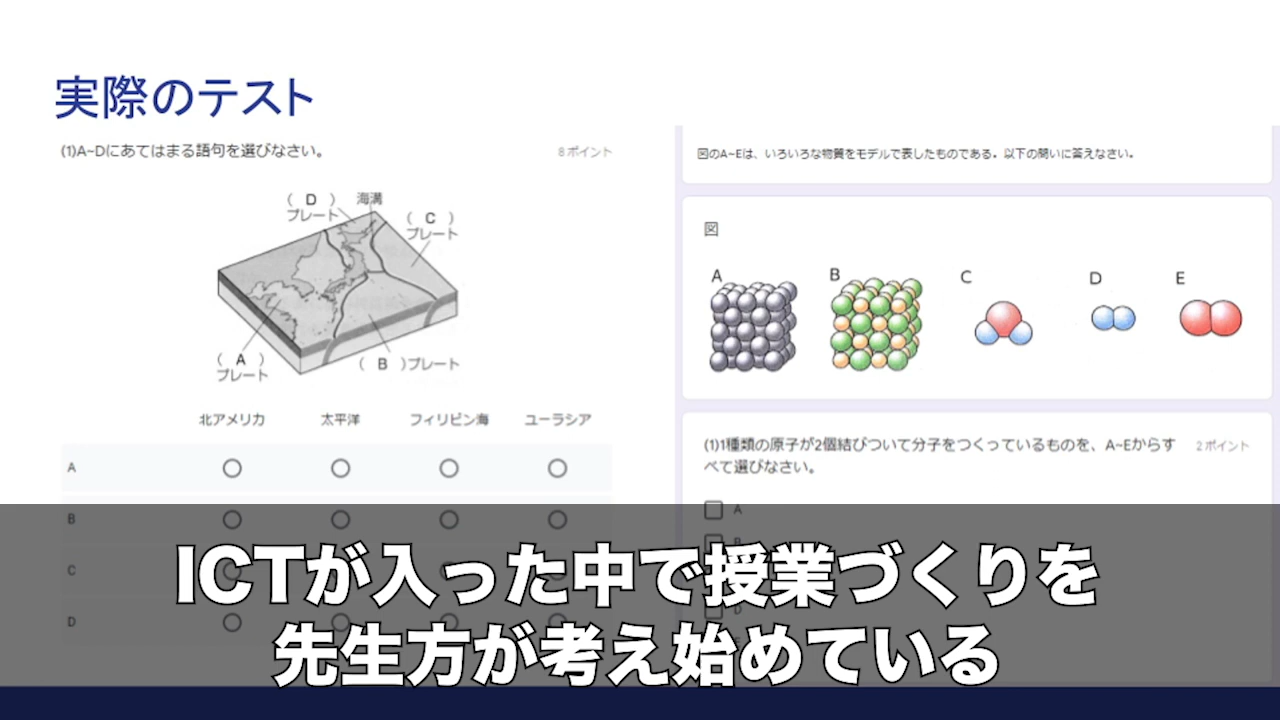 実際のテスト
(1)A~Dにあてはまる語句を選びなさい。
8ポイント
( D )
プレート
海溝
( C )
プレート
( A )
プレート
( B )プレート
北アメリカ
太平洋
フィリピン海
ユーラシア
A
B
C
D
図のA~Eは、いろいろな物質をモデルで表したものである。以下の問いに答えなさい。
図
A
B
C
D
E
(1)1種類の原子が2個結びついて分子をつくっているものを、A~Eからす
べて選びなさい。
2ポイント
A
B
D
ICTが入った中で授業づくりを
先生方が考え始めている